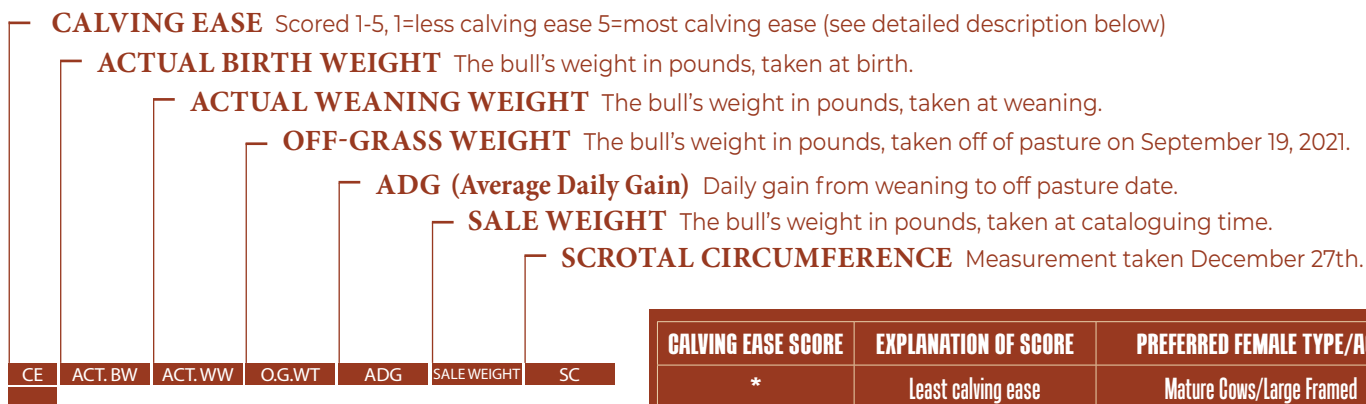 CALVING EASE Scored 1-5, 1=less calving ease 5=most calving ease (see detailed description below)
ACTUAL BIRTH WEIGHT The bull's weight in pounds, taken at birth.
ACTUAL WEANING WEIGHT The bull's weight in pounds, taken at weaning.
OFF-GRASS WEIGHT The bull's weight in pounds, taken off of pasture on September 19, 2021.
ADG (Average Daily Gain) Daily gain from weaning to off pasture date.
SALE WEIGHT The bull's weight in pounds, taken at cataloguing time.
SCROTAL CIRCUMFERENCE Measurement taken December 27th.
CE ACT. BW ACT. WW O.G.WT ADG SALE WEIGHT SC
CALVING EASE SCORE EXPLANATION OF SCORE PREFERRED FEMALE TYPE/A
* Least calving ease Mature Cows/Large Framed